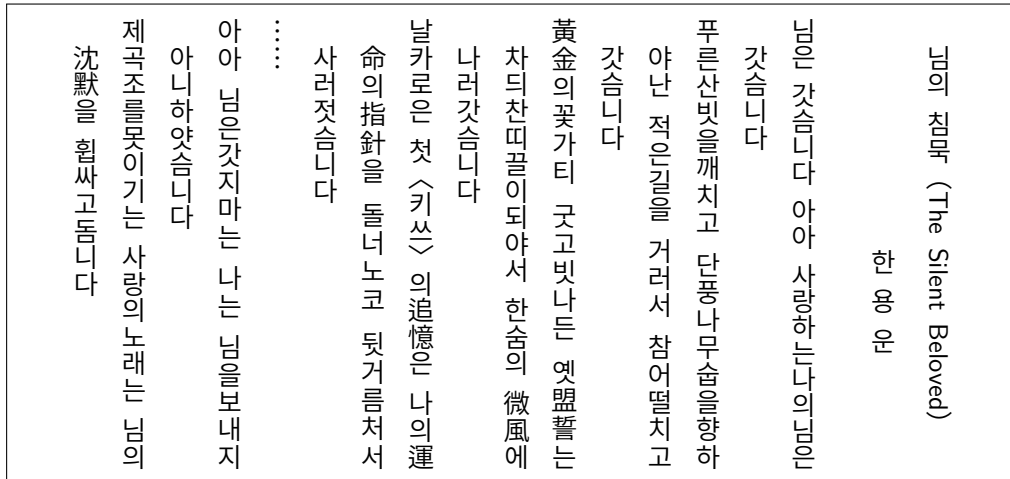 님의 침묵 (The Silent Beloved)
한 용 운
님은 갓슴니다 아아 사랑하는나의님은
갓슴니다
푸른산빗을깨치고 단풍나무숩을향하
야난 적은길을 거러서 참어떨치고
갓슴니다
黃金의꽃가티 굿고빗나든 옛盟誓는
차듸찬띠끌이되야서 한숨의 微風에
나러갓슴니다
날카로은 첫 〈키쓰〉 의追憶은 나의運
命의指針을 돌너노코 뒷거름처서
사러젓슴니다
……
아아 님은갓지마는 나는 님을보내지
아니하얏슴니다
제곡조를못이기는 사랑의노래는 님의
沈默을 휩싸고돔니다